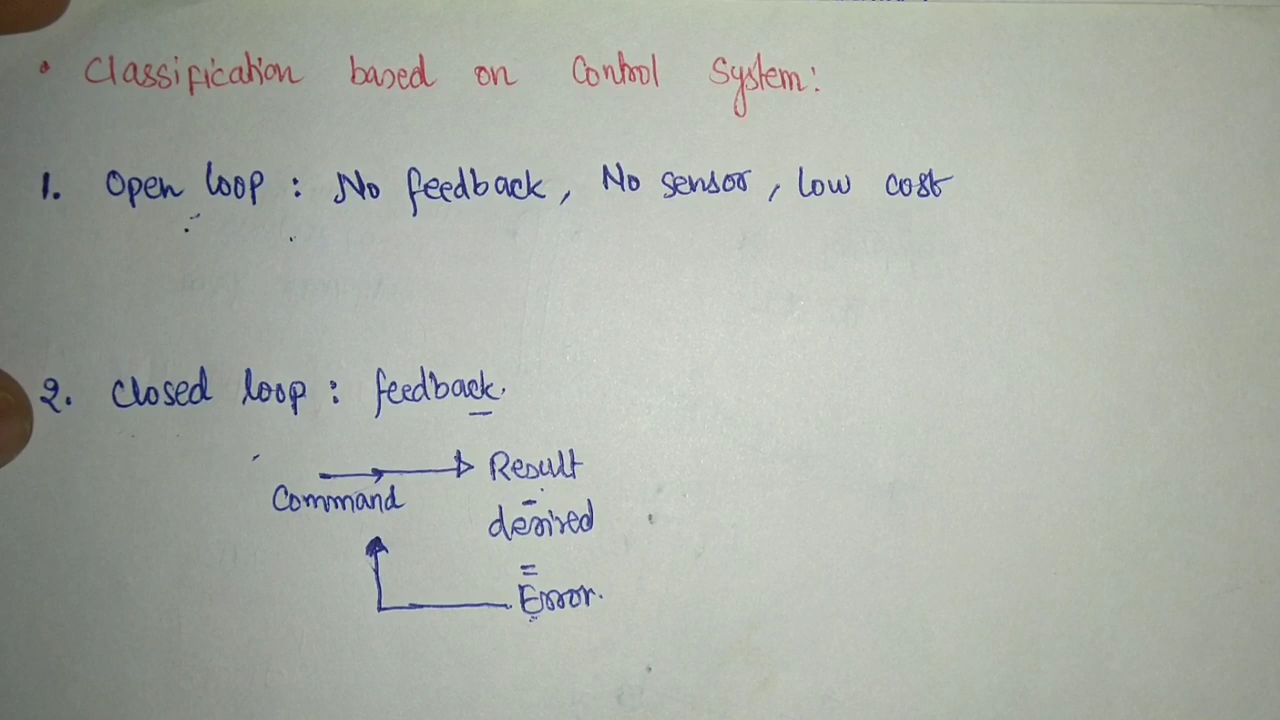 • Classification based on Control System:
1. Open loop : No feedback, No sensor, low cost
2. Closed loop : feedback.
Result
Command
-
desired
=
Error.